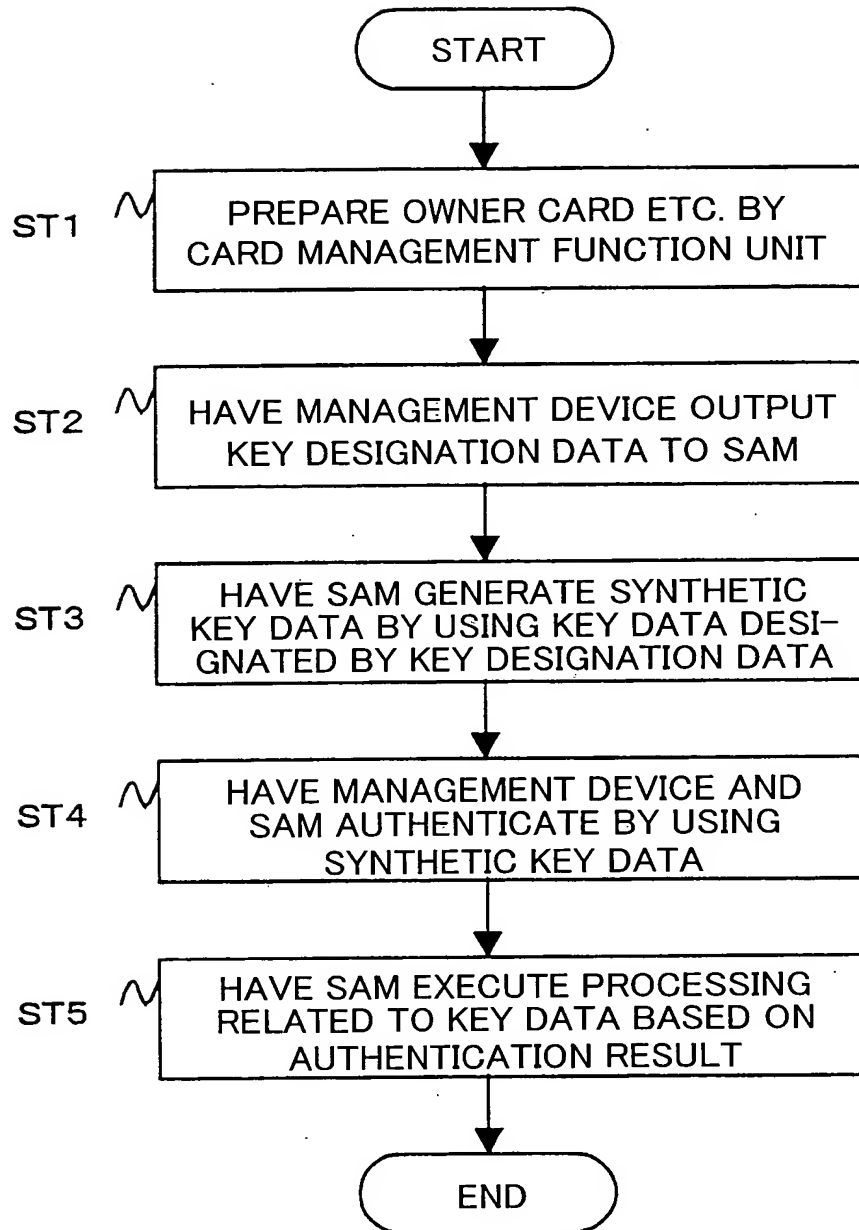 START
ST1
PREPARE OWNER CARD ETC. BY
CARD MANAGEMENT FUNCTION UNIT
ST2
HAVE MANAGEMENT DEVICE OUTPUT
KEY DESIGNATION DATA TO SAM
ST3
HAVE SAM GENERATE SYNTHETIC
KEY DATA BY USING KEY DATA DESI-
GNATED BY KEY DESIGNATION DATA
ST4
HAVE MANAGEMENT DEVICE AND
SAM AUTHENTICATE BY USING
SYNTHETIC KEY DATA
ST5
HAVE SAM EXECUTE PROCESSING
RELATED TO KEY DATA BASED ON
AUTHENTICATION RESULT
END